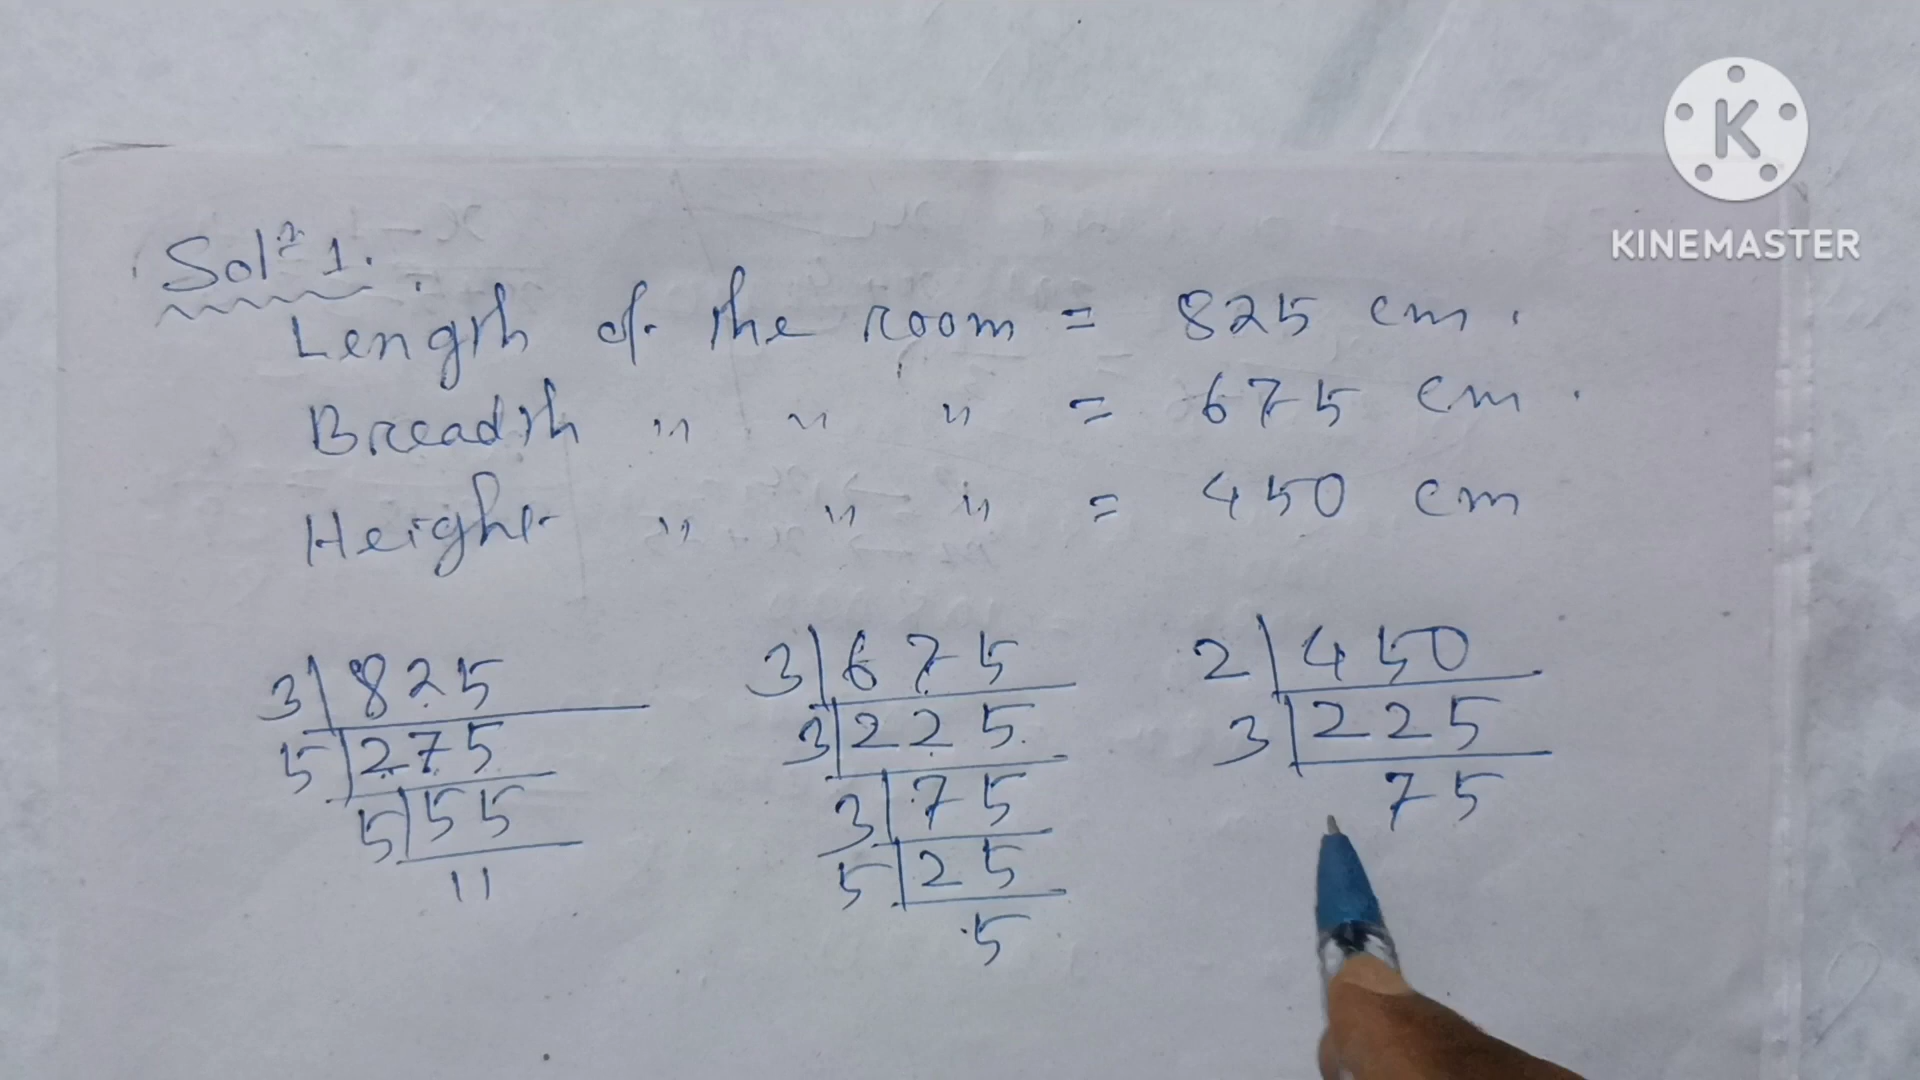 K
KINEMASTER
Solⁿ 1.
Length of the room = 825 cm.
Breadth " " " = 675 cm.
Height " " " = 450 cm
3 | 825
5 | 275
5 | 55
11
3 | 675
3 | 225
3 | 75
5 | 25
5
2 | 450
3 | 225
75